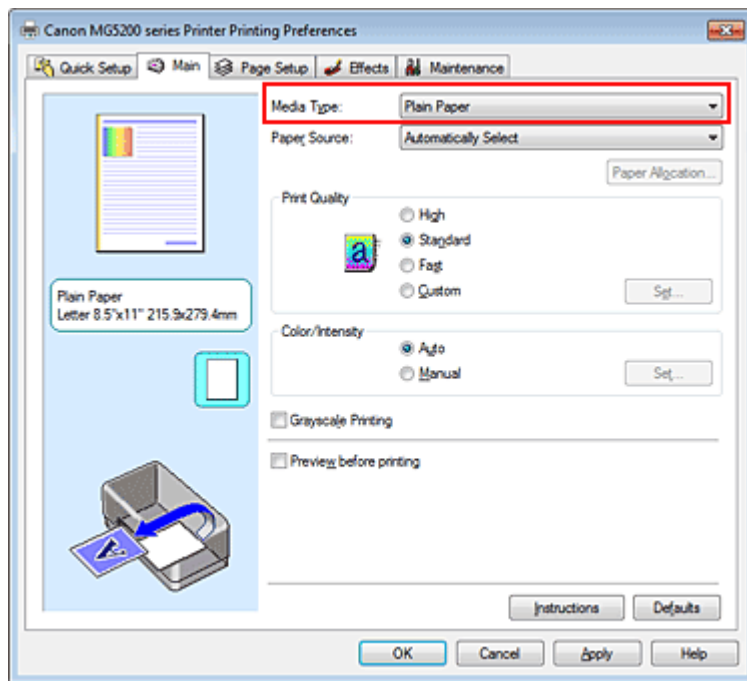 Canon MG5200 series Printer Printing Preferences
Quick Setup Main Page Setup Effects Maintenance
Media Type: Plain Paper
Paper Source: Automatically Select
Paper Allocation...
Print Quality
High
a Standard
Fast
Custom Set...
Plain Paper
Letter 8.5"x11" 215.9x279.4mm
Color/Intensity
Auto
Manual Set...
Grayscale Printing
Preview before printing
Instructions Defaults
OK Cancel Apply Help